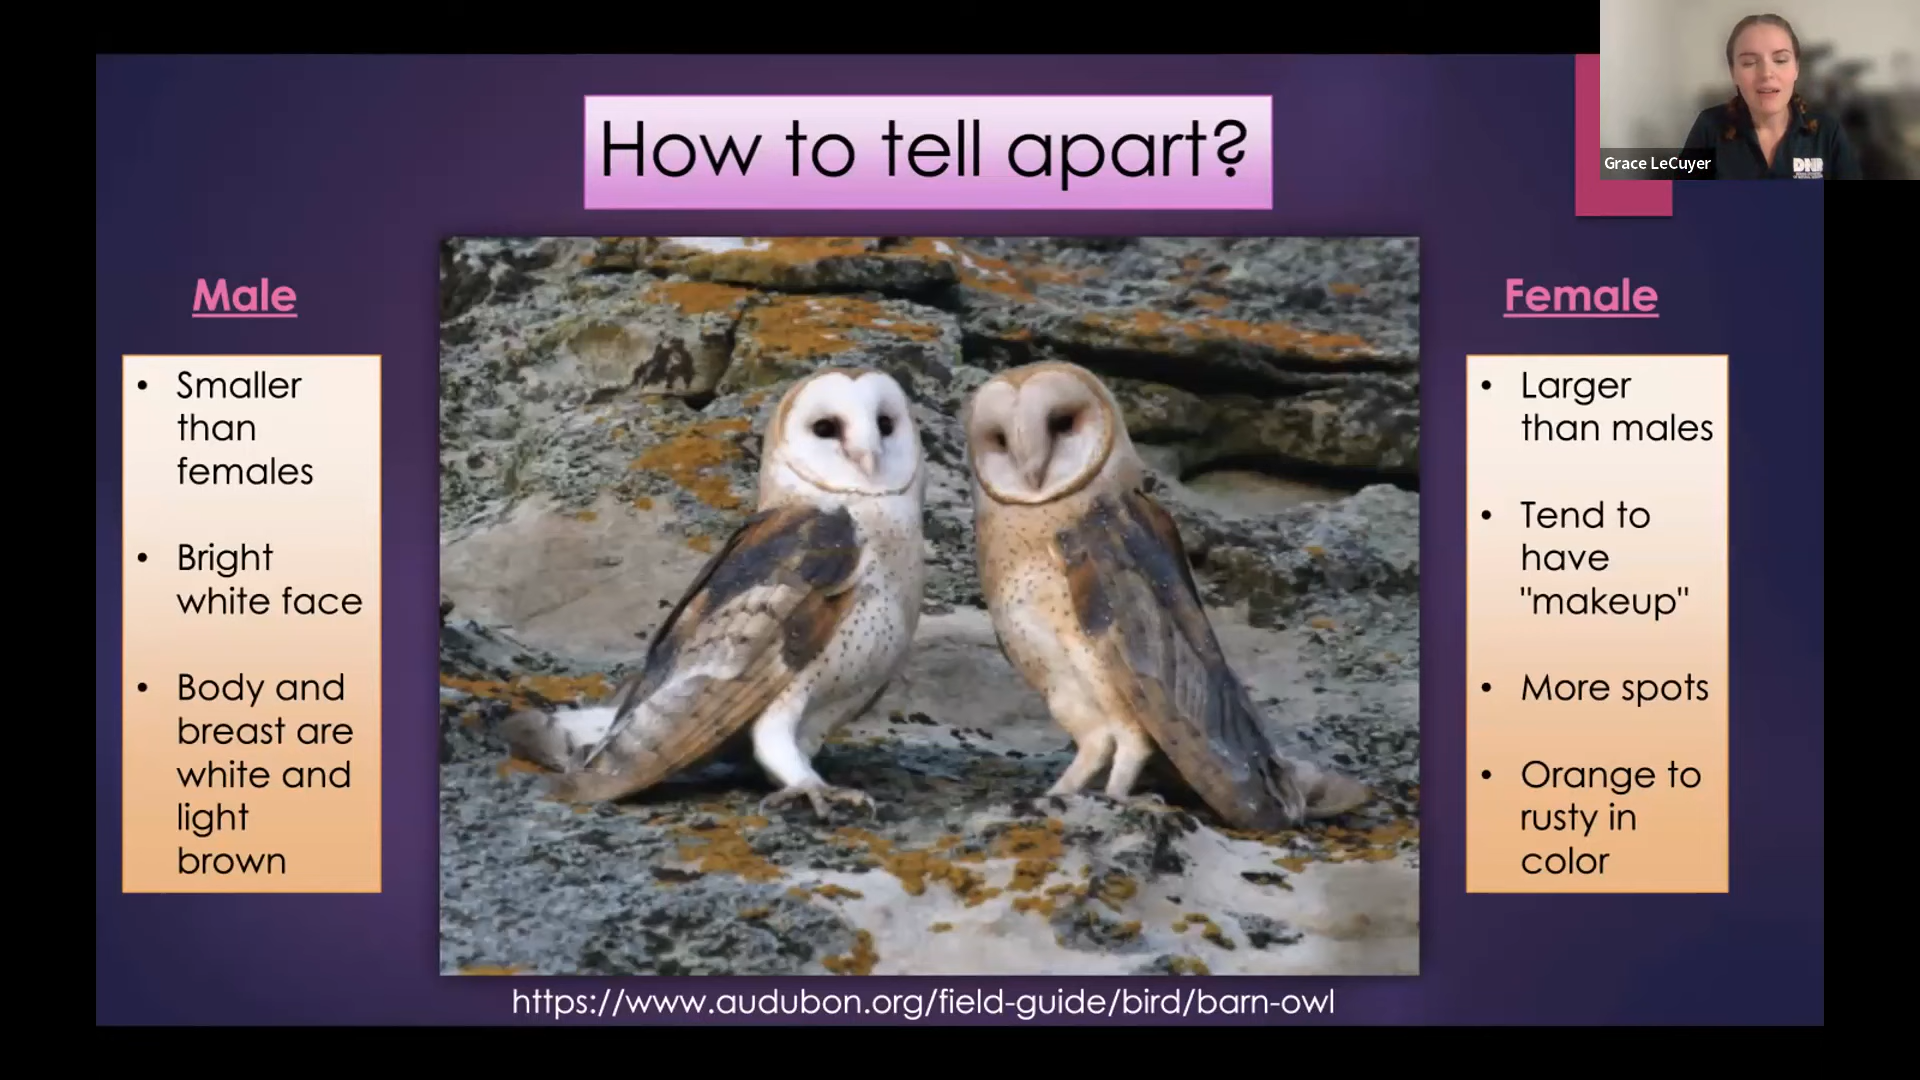 How to tell apart?
Grace LeCuyer
DNR
Male
• Smaller
than
females
• Bright
white face
• Body and
breast are
white and
light
brown
Female
• Larger
than males
• Tend to
have
"makeup"
• More spots
• Orange to
rusty in
color
https://www.audubon.org/field-guide/bird/barn-owl